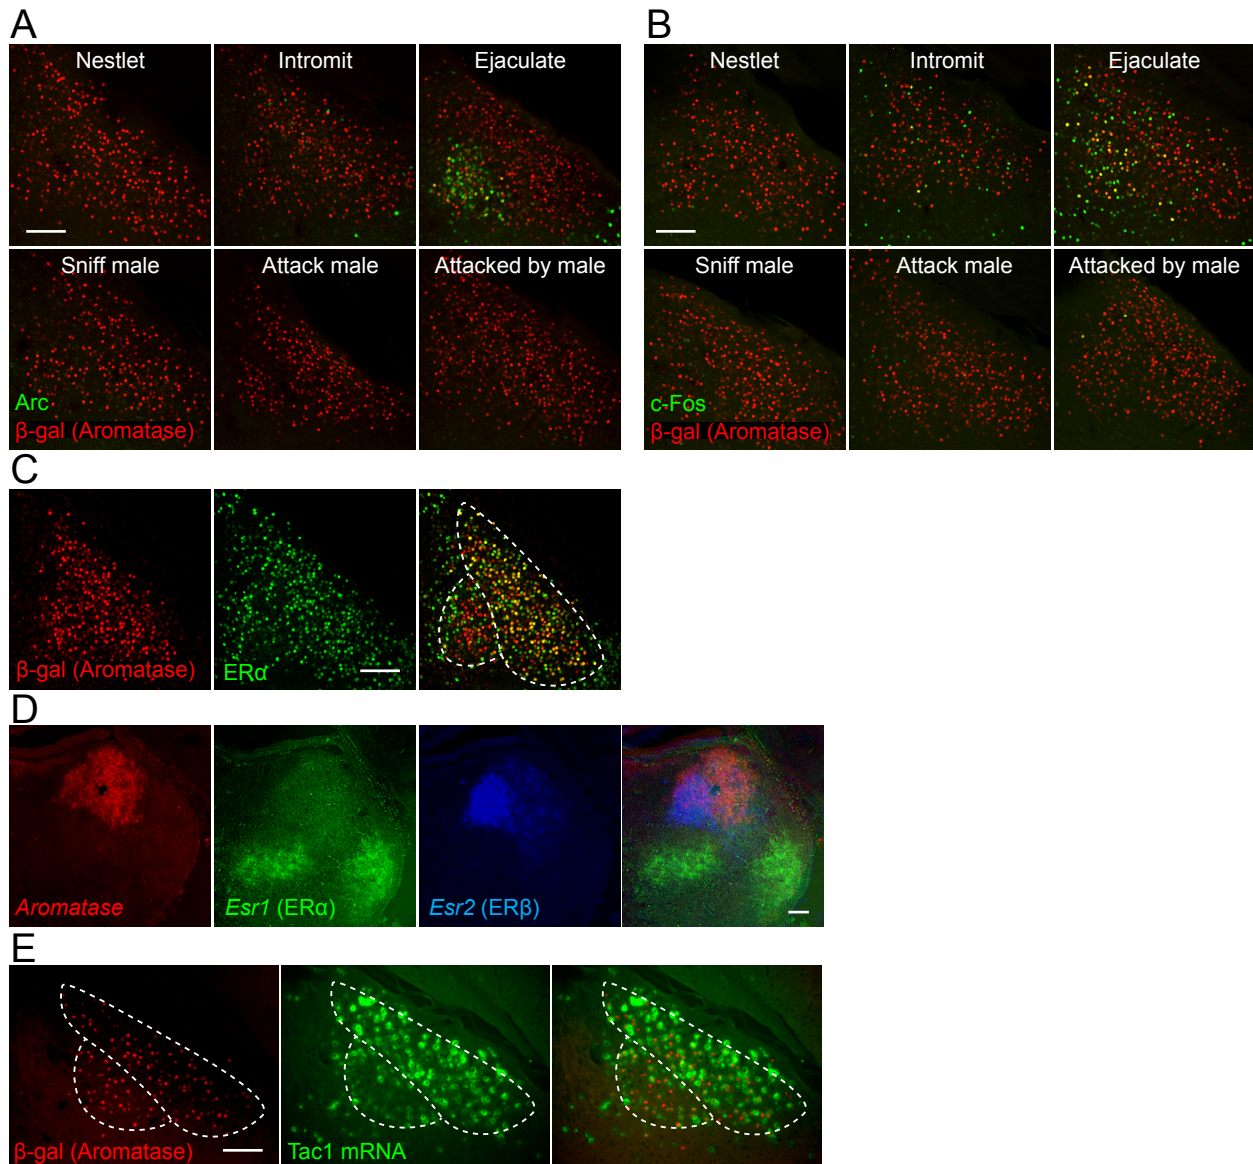 A
Nestlet
Intromit
Ejaculate
Sniff male
Attack male
Attacked by male
Arc
β-gal (Aromatase)
B
Nestlet
Intromit
Ejaculate
Sniff male
Attack male
Attacked by male
c-Fos
β-gal (Aromatase)
C
β-gal (Aromatase)
ERα
D
Aromatase
Esr1 (ERα)
Esr2 (ERβ)
E
β-gal (Aromatase)
Tac1 mRNA